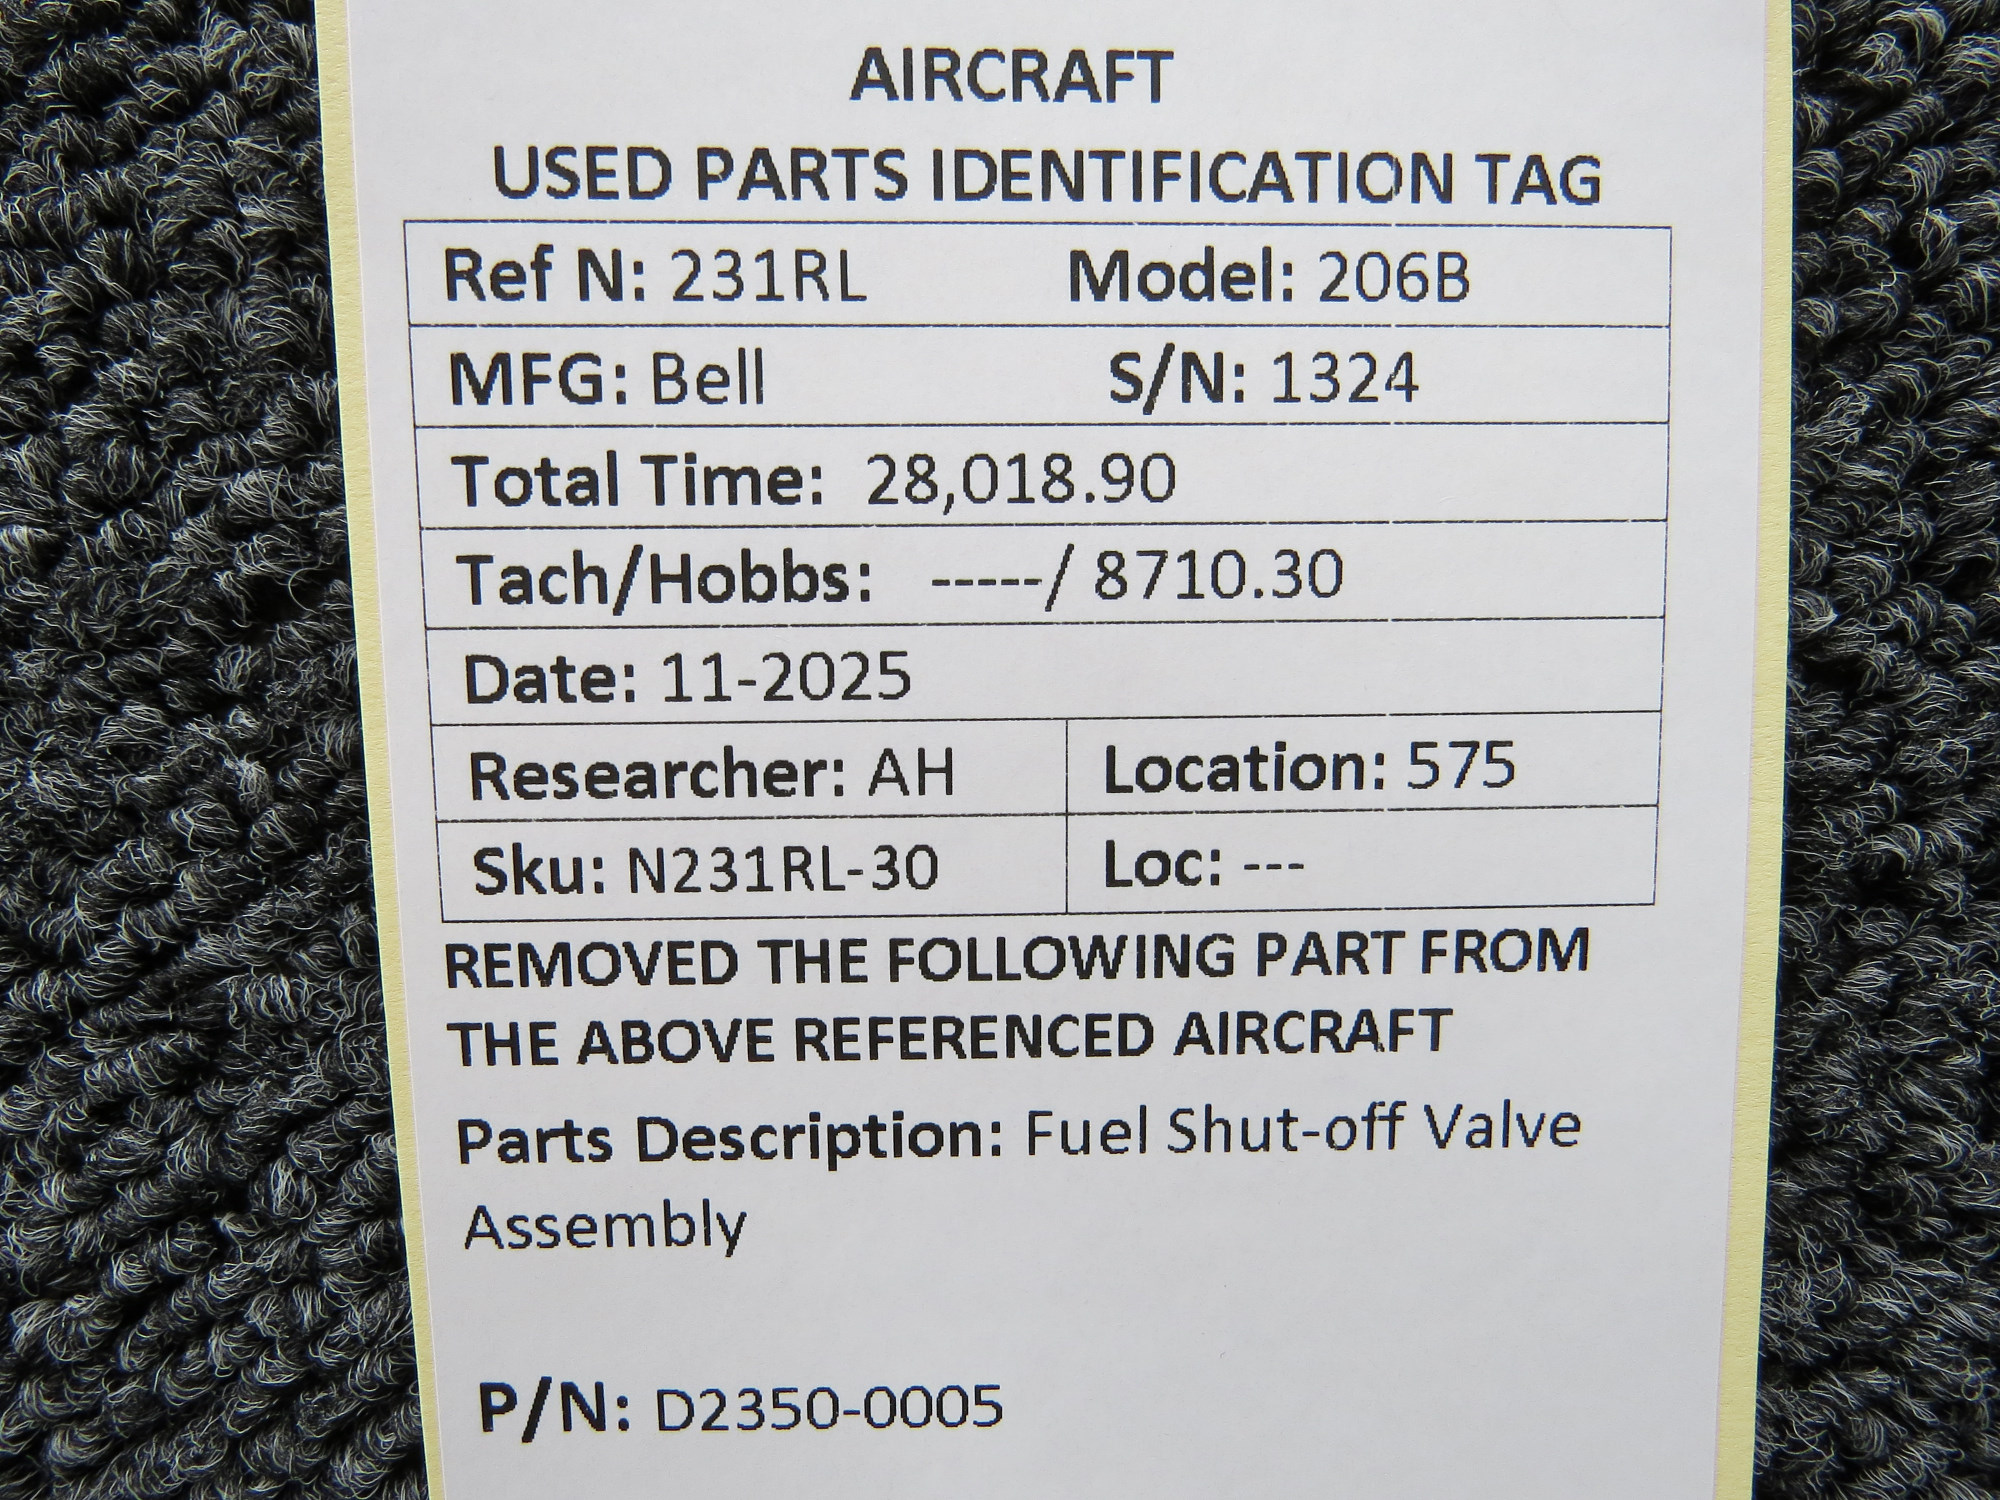 AIRCRAFT
USED PARTS IDENTIFICATION TAG
Ref N: 231RL Model: 206B
MFG: Bell S/N: 1324
Total Time: 28,018.90
Tach/Hobbs: -----/ 8710.30
Date: 11-2025
Researcher: AH Location: 575
Sku: N231RL-30 Loc: ---
REMOVED THE FOLLOWING PART FROM
THE ABOVE REFERENCED AIRCRAFT
Parts Description: Fuel Shut-off Valve
Assembly
P/N: D2350-0005